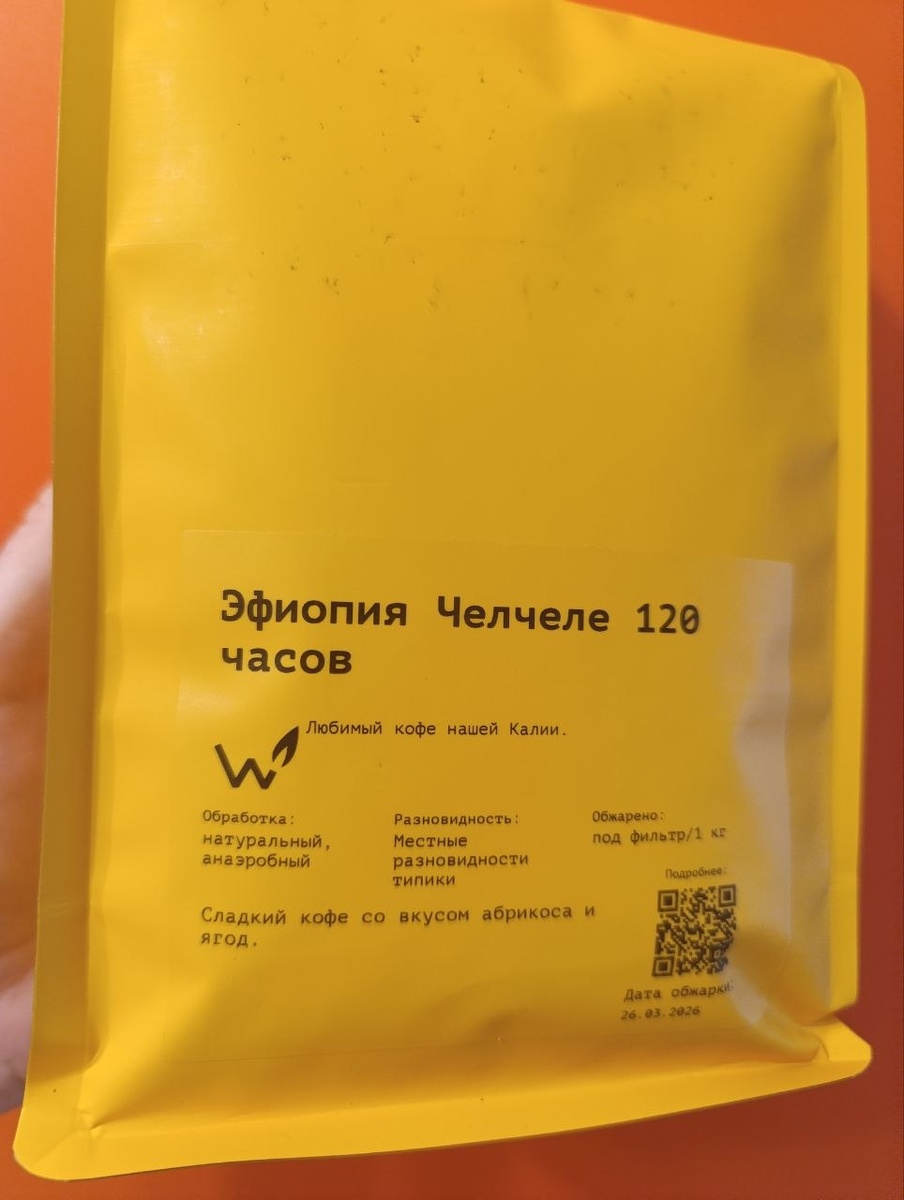 Эфиопия Челчеле 120
часов
Любимый кофе нашей Калии.
Обработка:
натуральный,
анаэробный
Разновидность:
Местные
разновидности
типики
Обжарено:
под фильтр/1 кг
Сладкий кофе со вкусом абрикоса и
ягод.
Подробнее:
Дата обжарки:
26.03.2026